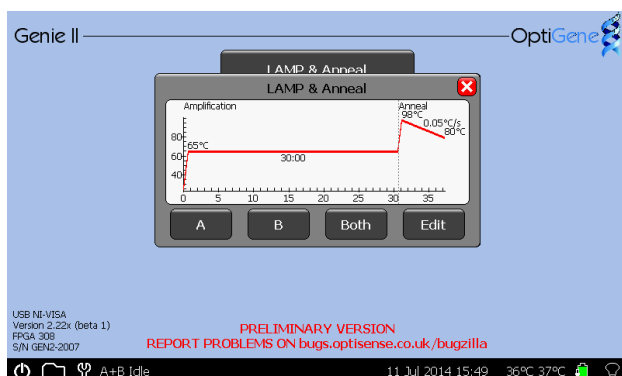 Genie II
OptiGene
LAMP & Anneal
LAMP & Anneal
Amplification
Anneal
98°C
0.05°C/s
80°C
80
65°C
60
30:00
40
0 5 10 15 20 25 30 35
A B Both Edit
USB NI-VISA
Version 2.22x (beta 1)
FPGA 308
S/N GEN2-2007
PRELIMINARY VERSION
REPORT PROBLEMS ON bugs.optisense.co.uk/bugzilla
A+B Idle
11 Jul 2014 15:49
36°C 37°C